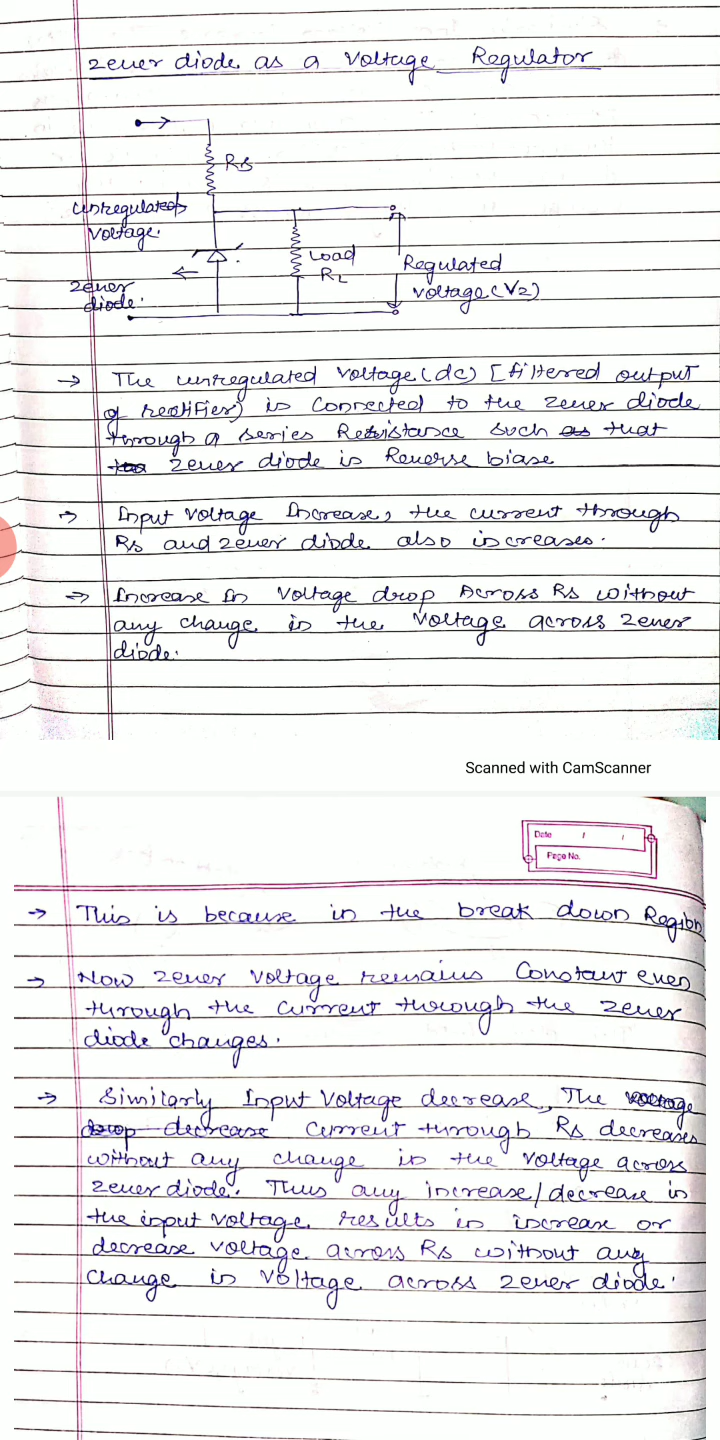 Zener diode as a Voltage Regulator
Rs
Unregulated
Voltage.
Load
RL
Regulated
voltage (VZ)
Zener
diode.
→ The unregulated voltage (dc) [filtered output
of rectifier) is connected to the zener diode
through a series Resistance such as that
Zener diode is Reverse biase
→ Input voltage Increase, the current through
Rs and zener diode also increases.
→ Increase In Voltage drop Across Rs without
any change in the Voltage across zener
diode.
Scanned with CamScanner
Date / /
Page No.
→ This is because in the break down Region
→ Now zener voltage remains Constant even
through the current through the zener
diode changes.
→ Similarly Input Voltage decrease, The voltage
drop decrease current through Rs decreases
without any change in the voltage across
zener diode. Thus any increase/decrease in
the input voltage. results in increase or
decrease voltage across Rs without any
change in voltage across zener diode.